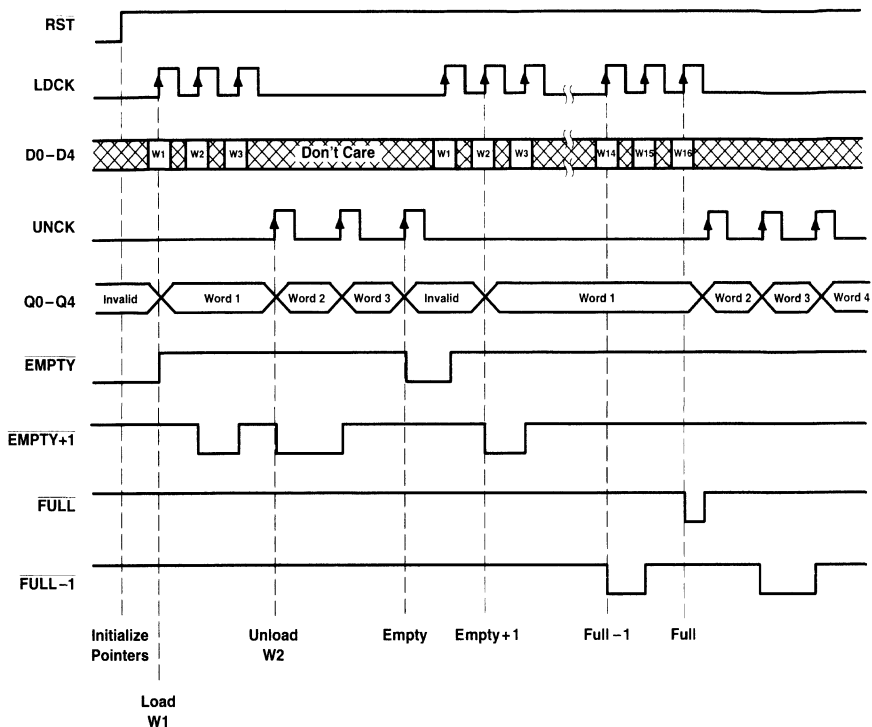 RST
LDCK
D0–D4 W1 W2 W3 Don't Care W1 W2 W3 W14 W15 W16
UNCK
Q0–Q4 Invalid Word 1 Word 2 Word 3 Invalid Word 1 Word 2 Word 3 Word 4
EMPTY
EMPTY+1
FULL
FULL–1
Initialize
Pointers
Load
W1
Unload
W2
Empty
Empty+1
Full–1
Full